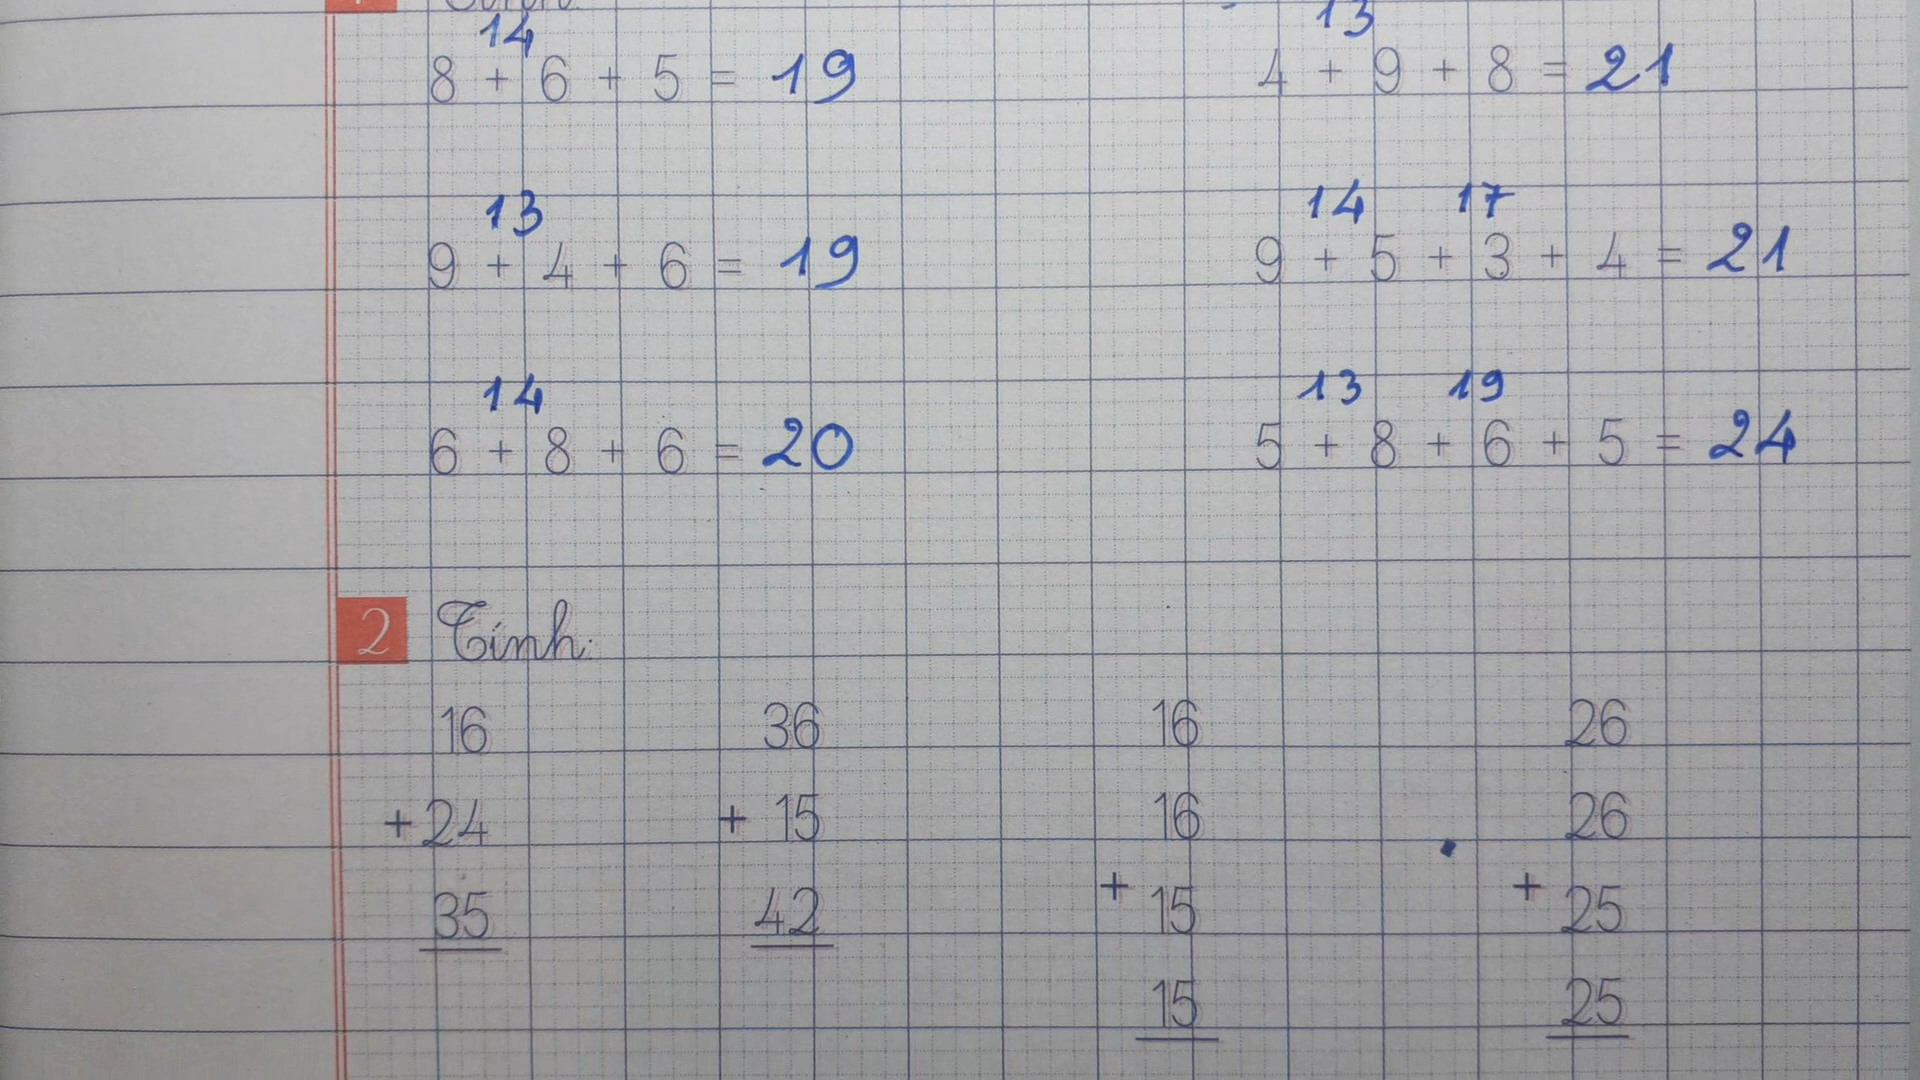 14 13
8 + 6 + 5 = 19 4 + 9 + 8 = 21
13 14 17
9 + 4 + 6 = 19 9 + 5 + 3 + 4 = 21
14 13 19
6 + 8 + 6 = 20 5 + 8 + 6 + 5 = 24
2 Tính:
16 36 16 26
+ 24 + 15 16 26
35 42 + 15 + 25
15 25